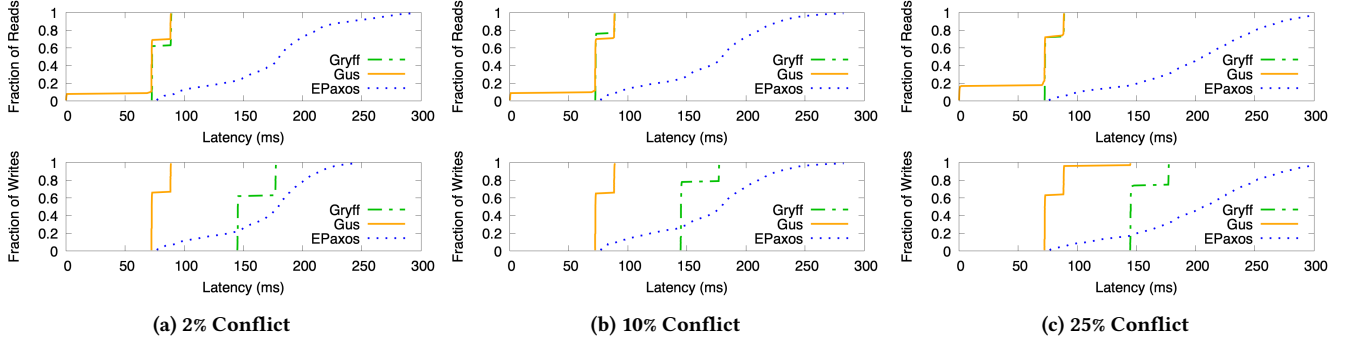 Fraction of Reads
1
0.8
0.6
0.4
0.2
0
Gryff
Gus
EPaxos
0 50 100 150 200 250 300
Latency (ms)
Fraction of Writes
1
0.8
0.6
0.4
0.2
0
Gryff
Gus
EPaxos
0 50 100 150 200 250 300
Latency (ms)
(a) 2% Conflict
Fraction of Reads
1
0.8
0.6
0.4
0.2
0
Gryff
Gus
EPaxos
0 50 100 150 200 250 300
Latency (ms)
Fraction of Writes
1
0.8
0.6
0.4
0.2
0
Gryff
Gus
EPaxos
0 50 100 150 200 250 300
Latency (ms)
(b) 10% Conflict
Fraction of Reads
1
0.8
0.6
0.4
0.2
0
Gryff
Gus
EPaxos
0 50 100 150 200 250 300
Latency (ms)
Fraction of Writes
1
0.8
0.6
0.4
0.2
0
Gryff
Gus
EPaxos
0 50 100 150 200 250 300
Latency (ms)
(c) 25% Conflict